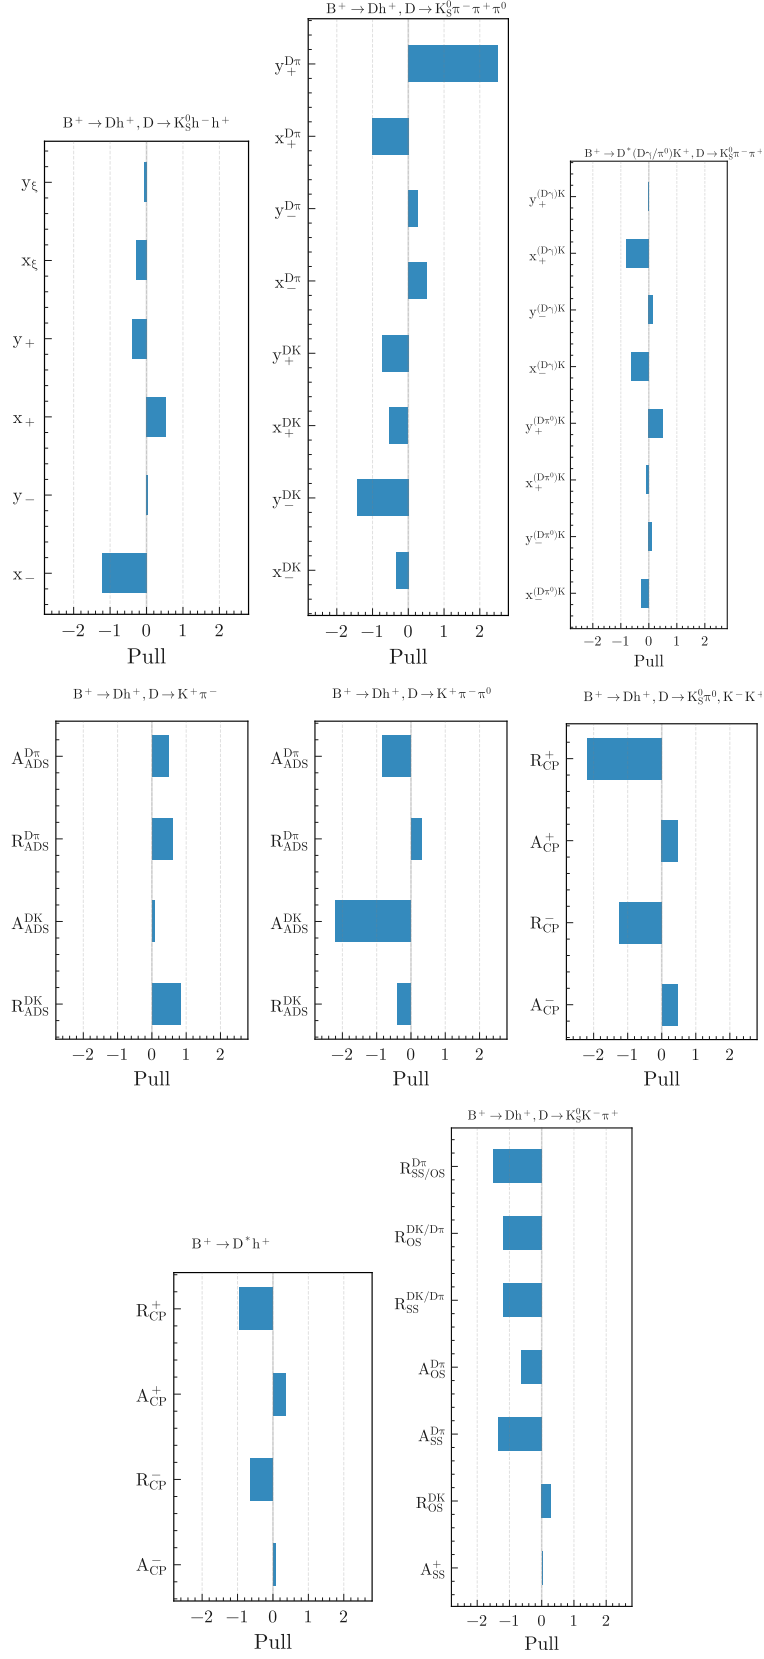 B⁺ → Dh⁺, D → K⁰_S h⁻h⁺
y_ξ
x_ξ
y₊
x₊
y₋
x₋
−2 −1 0 1 2
Pull
B⁺ → Dh⁺, D → K⁰_S π⁻π⁺π⁰
y₊^Dπ
x₊^Dπ
y₋^Dπ
x₋^Dπ
y₊^DK
x₊^DK
y₋^DK
x₋^DK
−2 −1 0 1 2
Pull
B⁺ → D*(Dγ/π⁰)K⁺, D → K⁰_S π⁻π⁺
y₊^(Dγ)K
x₊^(Dγ)K
y₋^(Dγ)K
x₋^(Dγ)K
y₊^(Dπ⁰)K
x₊^(Dπ⁰)K
y₋^(Dπ⁰)K
x₋^(Dπ⁰)K
−2 −1 0 1 2
Pull
B⁺ → Dh⁺, D → K⁺π⁻
A_ADS^Dπ
R_ADS^Dπ
A_ADS^DK
R_ADS^DK
−2 −1 0 1 2
Pull
B⁺ → Dh⁺, D → K⁺π⁻π⁰
A_ADS^Dπ
R_ADS^Dπ
A_ADS^DK
R_ADS^DK
−2 −1 0 1 2
Pull
B⁺ → Dh⁺, D → K⁰_S π⁰, K⁻K⁺
R_CP^+
A_CP^+
R_CP^−
A_CP^−
−2 −1 0 1 2
Pull
B⁺ → D*h⁺
R_CP^+
A_CP^+
R_CP^−
A_CP^−
−2 −1 0 1 2
Pull
B⁺ → Dh⁺, D → K⁰_S K⁻π⁺
R_SS/OS^Dπ
R_OS^DK/Dπ
R_SS^DK/Dπ
A_OS^Dπ
A_SS^Dπ
R_OS^DK
A_SS^+
−2 −1 0 1 2
Pull